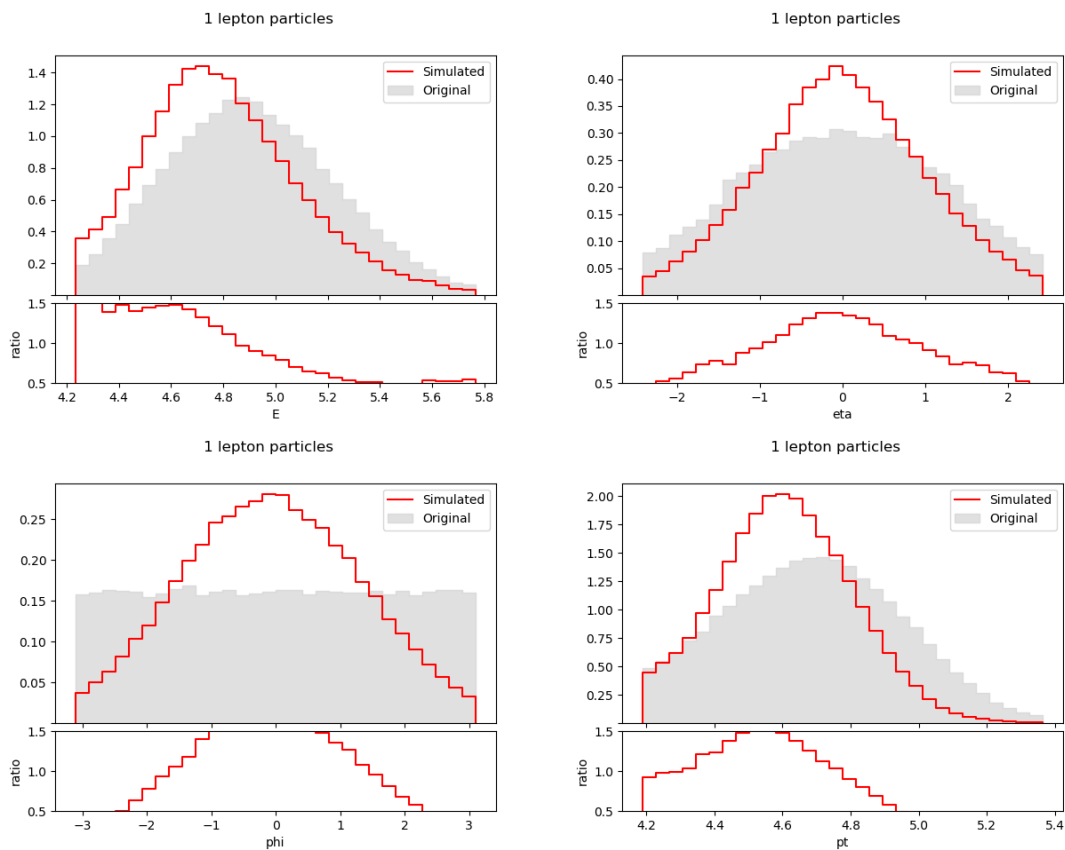 1 lepton particles
1.4
1.2
1.0
0.8
0.6
0.4
0.2
Simulated
Original
1.5
1.0
0.5
ratio
4.2 4.4 4.6 4.8 5.0 5.2 5.4 5.6 5.8
E
1 lepton particles
0.40
0.35
0.30
0.25
0.20
0.15
0.10
0.05
Simulated
Original
1.5
1.0
0.5
ratio
−2 −1 0 1 2
eta
1 lepton particles
0.25
0.20
0.15
0.10
0.05
Simulated
Original
1.5
1.0
0.5
ratio
−3 −2 −1 0 1 2 3
phi
1 lepton particles
2.00
1.75
1.50
1.25
1.00
0.75
0.50
0.25
Simulated
Original
1.5
1.0
0.5
ratio
4.2 4.4 4.6 4.8 5.0 5.2 5.4
pt